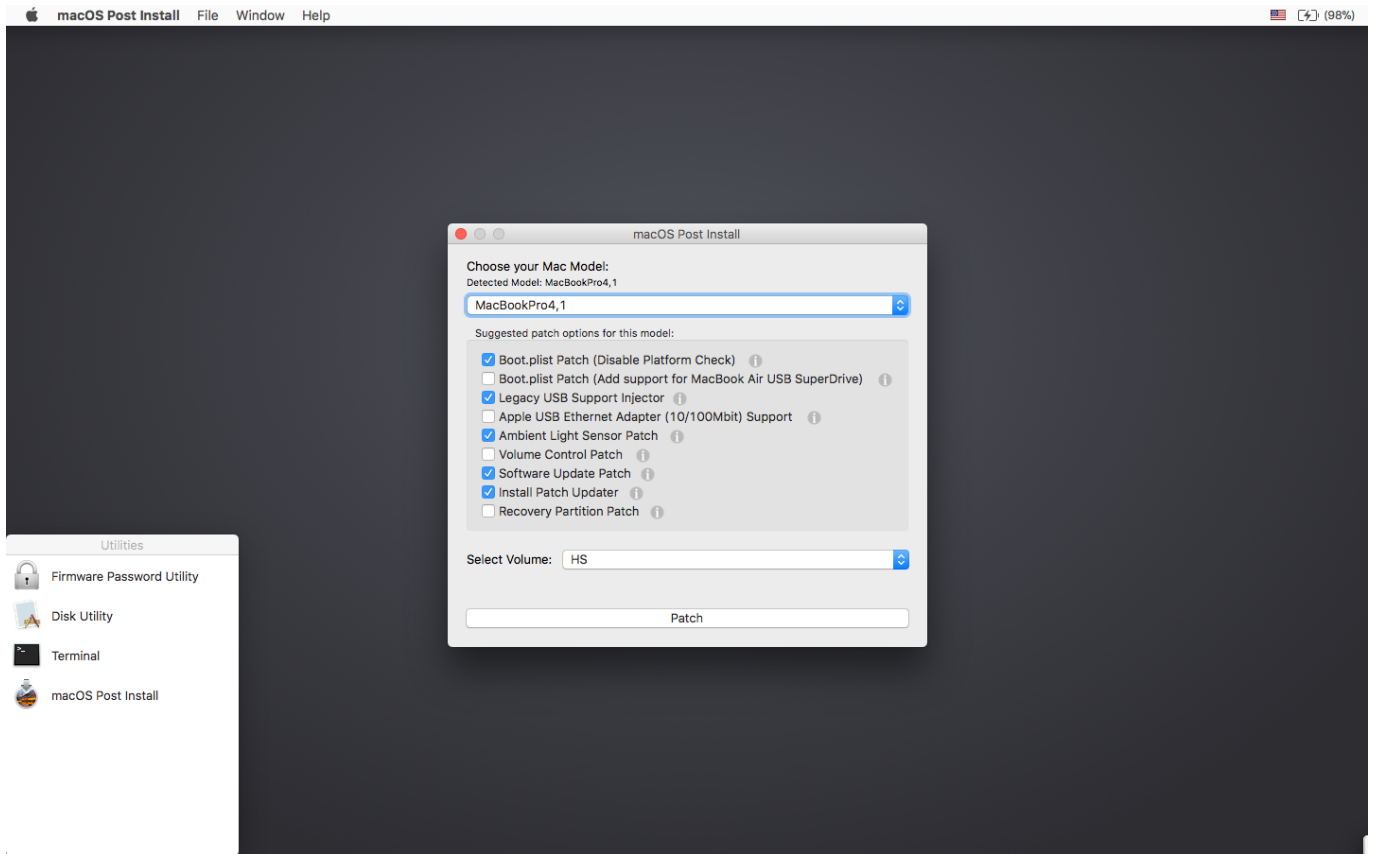 macOS Post Install File Window Help (98%)
macOS Post Install
Choose your Mac Model:
Detected Model: MacBookPro4,1
MacBookPro4,1
Suggested patch options for this model:
Boot.plist Patch (Disable Platform Check)
Boot.plist Patch (Add support for MacBook Air USB SuperDrive)
Legacy USB Support Injector
Apple USB Ethernet Adapter (10/100Mbit) Support
Ambient Light Sensor Patch
Volume Control Patch
Software Update Patch
Install Patch Updater
Recovery Partition Patch
Select Volume: HS
Patch
Utilities
Firmware Password Utility
Disk Utility
Terminal
macOS Post Install